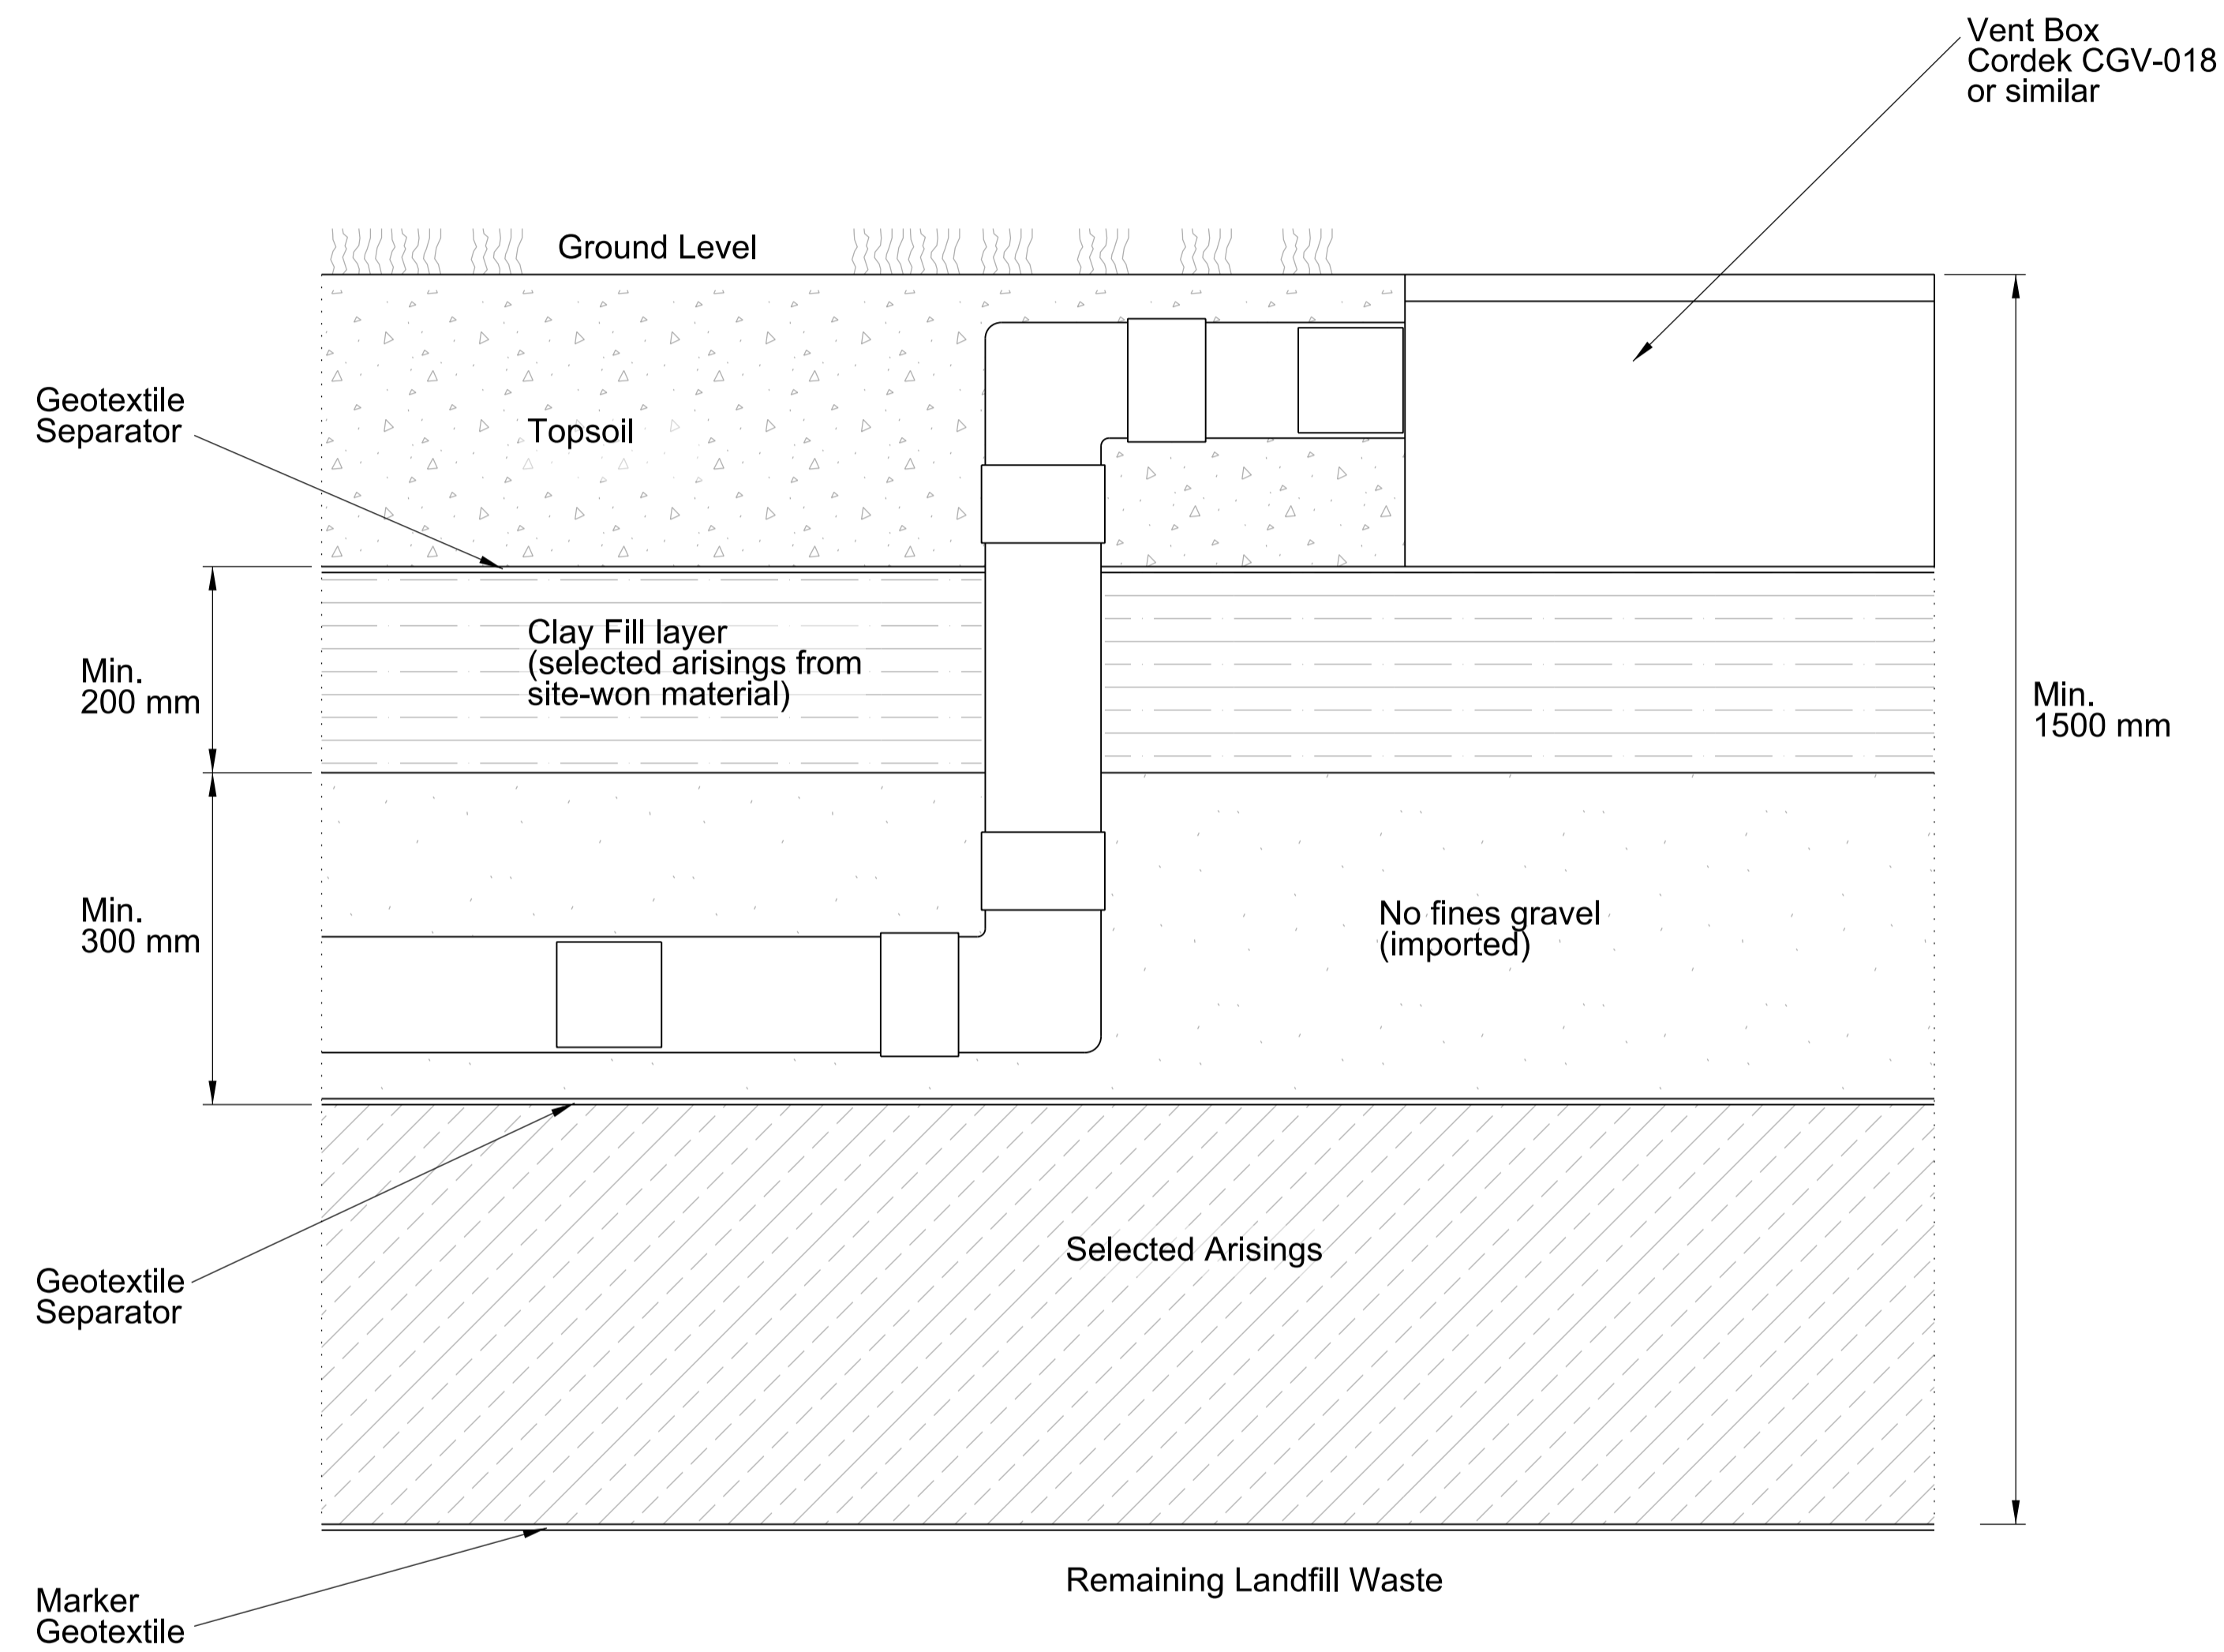 Vent Box
Cordek CGV-018
or similar
Ground Level
Geotextile
Separator
Topsoil
Clay Fill layer
(selected arisings from
site-won material)
Min.
200 mm
Min.
1500 mm
Min.
300 mm
No fines gravel
(imported)
Selected Arisings
Geotextile
Separator
Remaining Landfill Waste
Marker
Geotextile